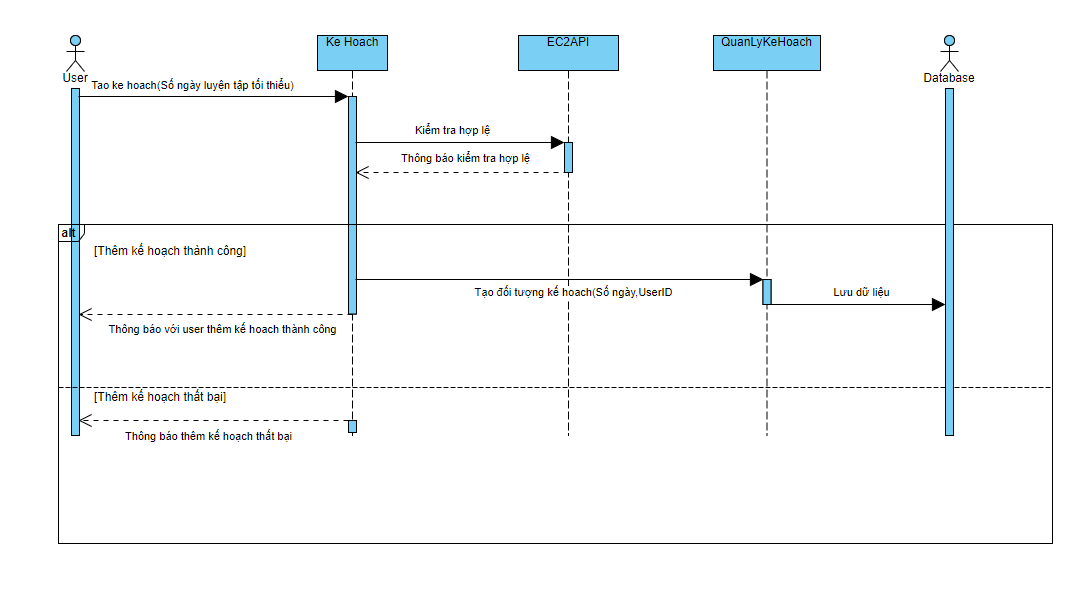 Ke Hoach
EC2API
QuanLyKeHoach
User
Database
Tao ke hoach(Số ngày luyện tập tối thiểu)
Kiểm tra hợp lệ
Thông báo kiểm tra hợp lệ
alt
[Thêm kế hoạch thành công]
Tạo đối tượng kế hoach(Số ngày,UserID
Lưu dữ liệu
Thông báo với user thêm kế hoach thành công
[Thêm kế hoạch thất bại]
Thông báo thêm kế hoạch thất bại